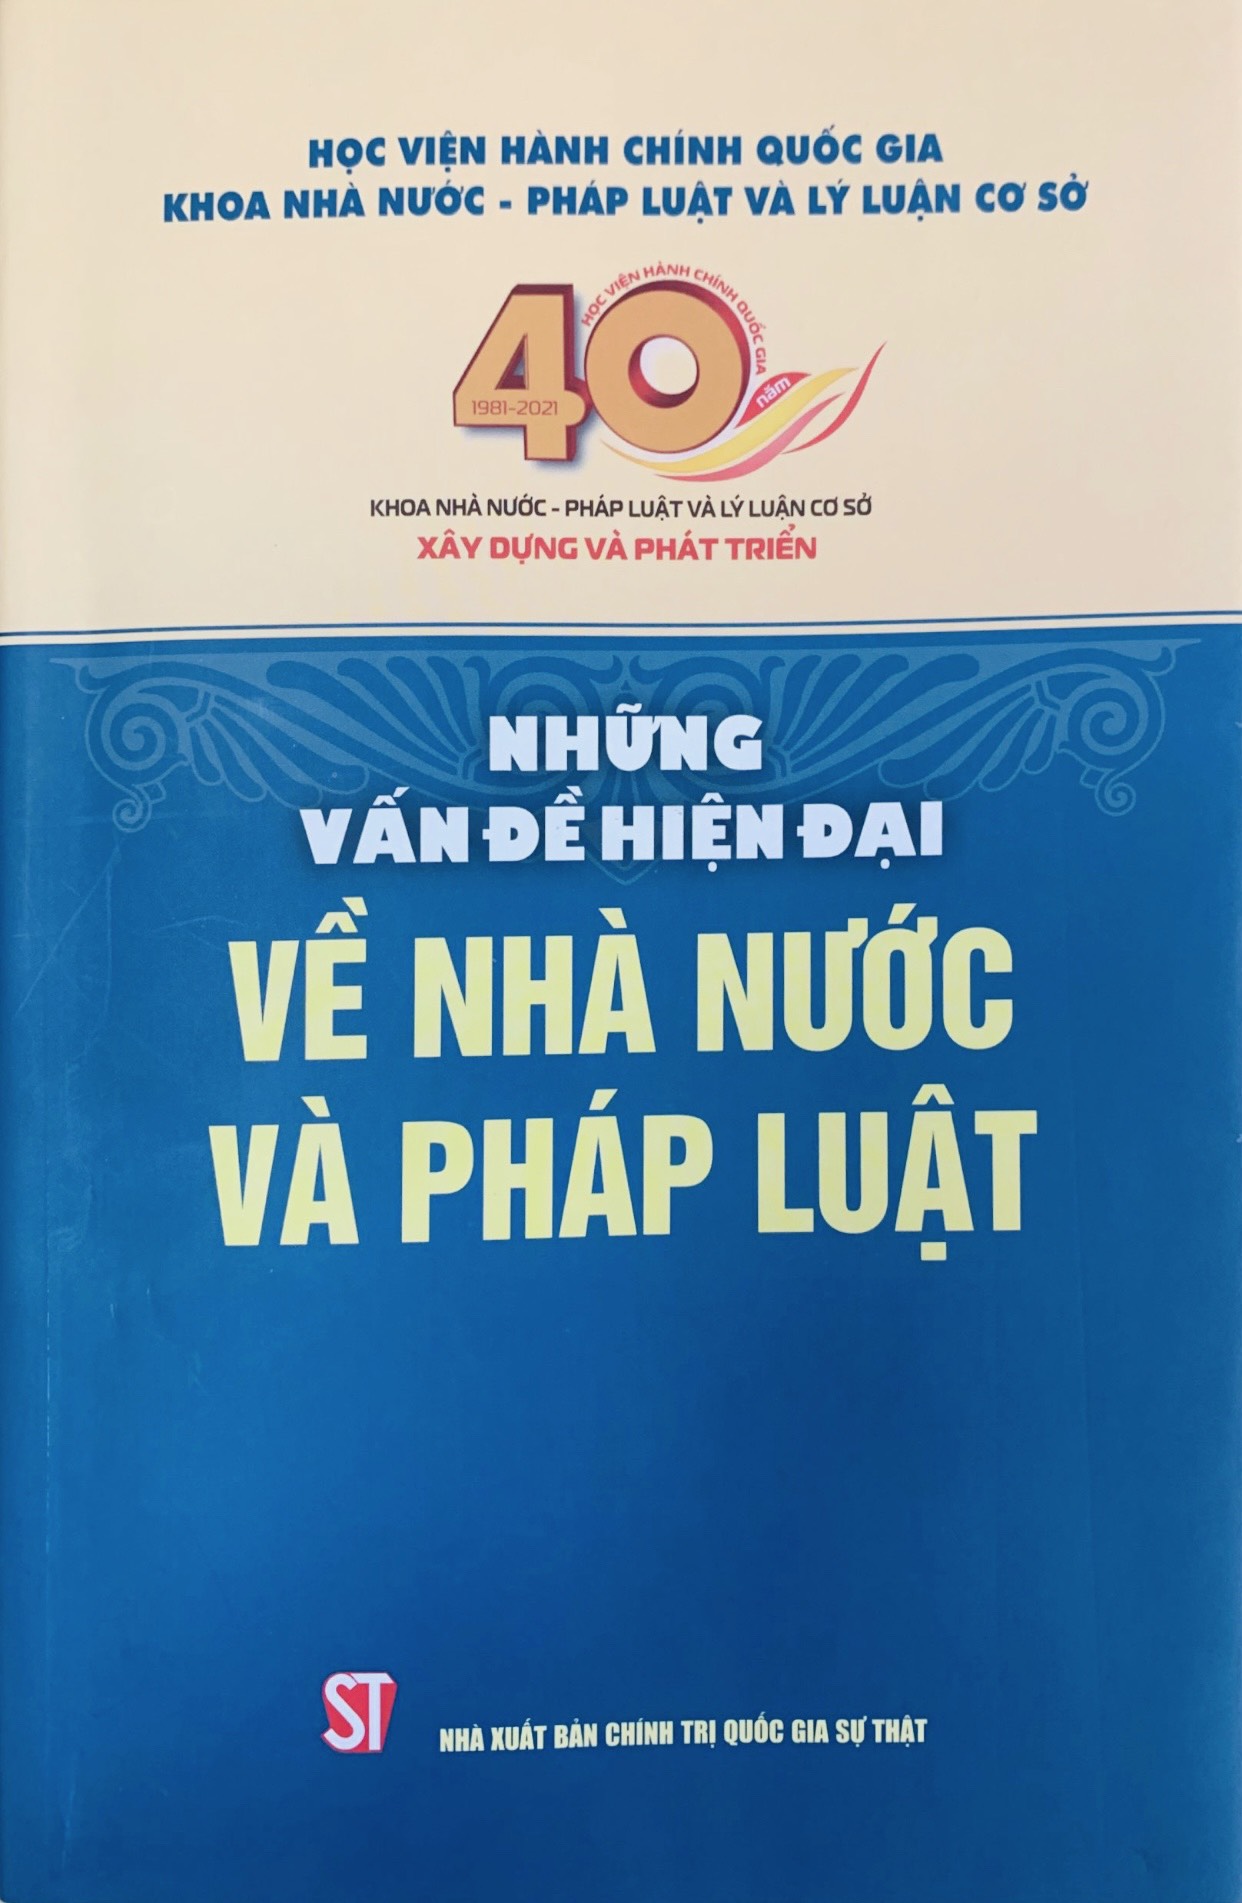 HỌC VIỆN HÀNH CHÍNH QUỐC GIA
KHOA NHÀ NƯỚC - PHÁP LUẬT VÀ LÝ LUẬN CƠ SỞ
HỌC VIỆN HÀNH CHÍNH QUỐC GIA
40
1981-2021
năm
KHOA NHÀ NƯỚC - PHÁP LUẬT VÀ LÝ LUẬN CƠ SỞ
XÂY DỰNG VÀ PHÁT TRIỂN
NHỮNG
VẤN ĐỀ HIỆN ĐẠI
VỀ NHÀ NƯỚC
VÀ PHÁP LUẬT
ST
NHÀ XUẤT BẢN CHÍNH TRỊ QUỐC GIA SỰ THẬT